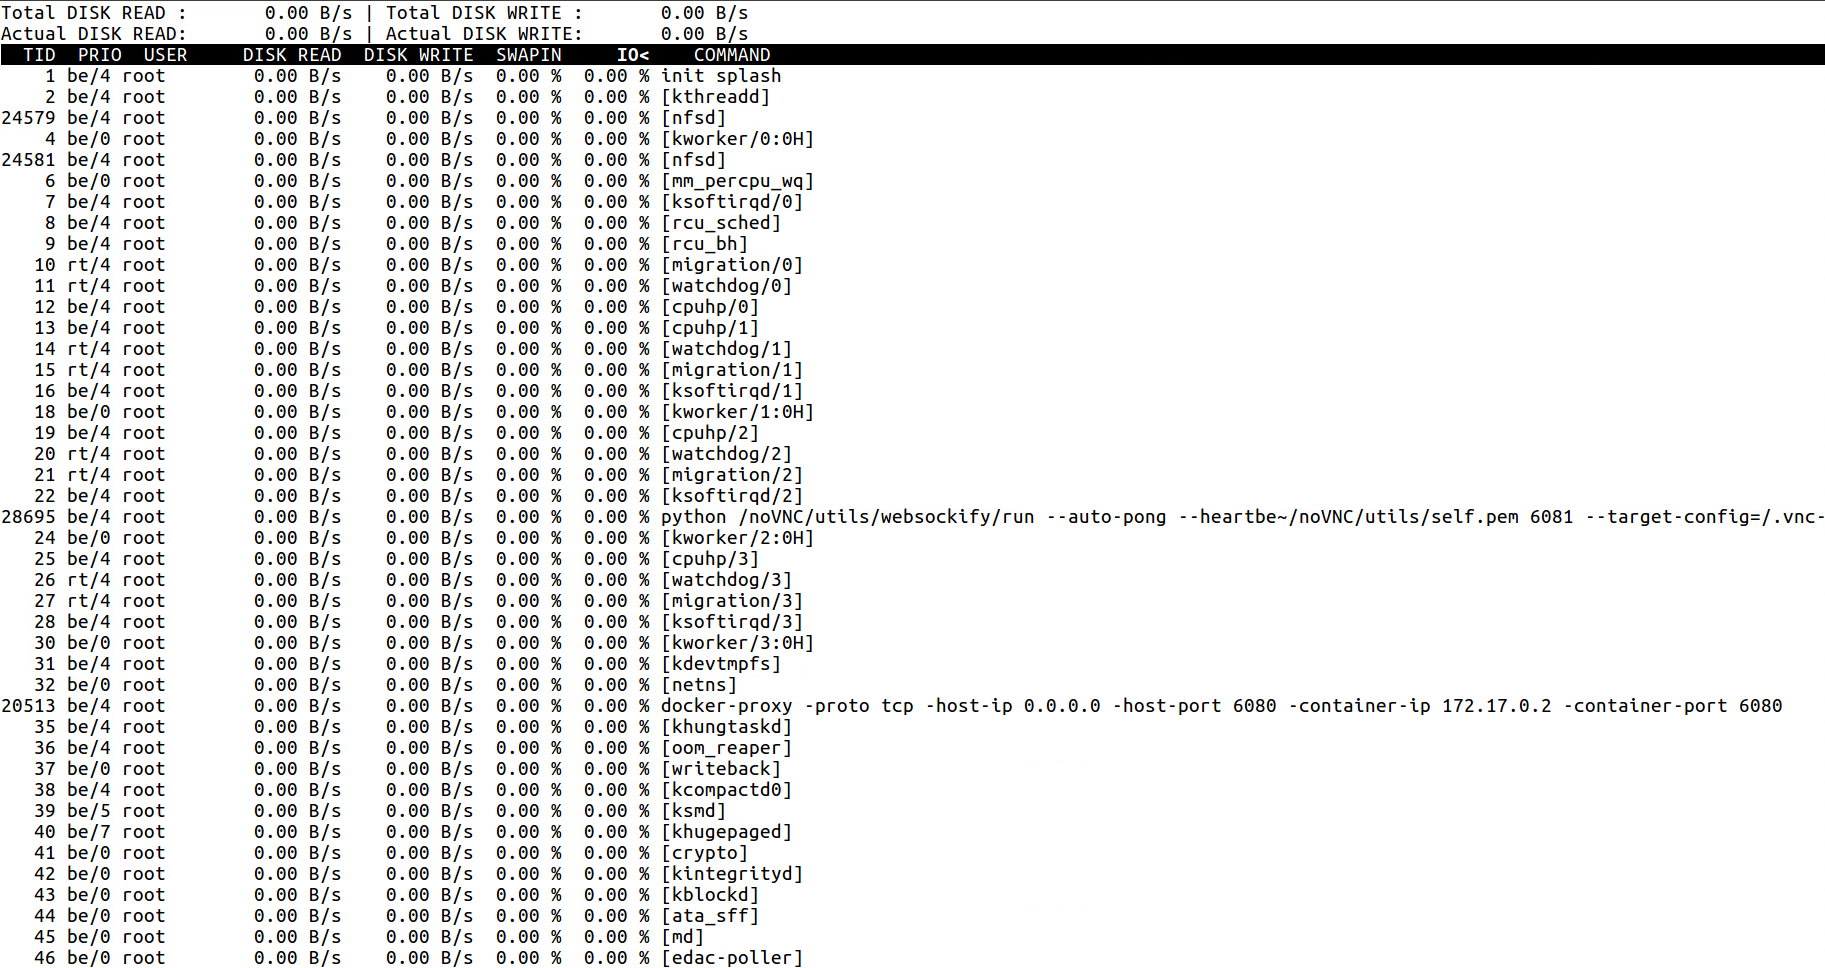 Total DISK READ :       0.00 B/s | Total DISK WRITE :       0.00 B/s
Actual DISK READ:       0.00 B/s | Actual DISK WRITE:       0.00 B/s
  TID  PRIO  USER     DISK READ  DISK WRITE  SWAPIN     IO<    COMMAND
    1 be/4 root        0.00 B/s    0.00 B/s  0.00 %  0.00 % init splash
    2 be/4 root        0.00 B/s    0.00 B/s  0.00 %  0.00 % [kthreadd]
24579 be/4 root        0.00 B/s    0.00 B/s  0.00 %  0.00 % [nfsd]
    4 be/0 root        0.00 B/s    0.00 B/s  0.00 %  0.00 % [kworker/0:0H]
24581 be/4 root        0.00 B/s    0.00 B/s  0.00 %  0.00 % [nfsd]
    6 be/0 root        0.00 B/s    0.00 B/s  0.00 %  0.00 % [mm_percpu_wq]
    7 be/4 root        0.00 B/s    0.00 B/s  0.00 %  0.00 % [ksoftirqd/0]
    8 be/4 root        0.00 B/s    0.00 B/s  0.00 %  0.00 % [rcu_sched]
    9 be/4 root        0.00 B/s    0.00 B/s  0.00 %  0.00 % [rcu_bh]
   10 rt/4 root        0.00 B/s    0.00 B/s  0.00 %  0.00 % [migration/0]
   11 rt/4 root        0.00 B/s    0.00 B/s  0.00 %  0.00 % [watchdog/0]
   12 be/4 root        0.00 B/s    0.00 B/s  0.00 %  0.00 % [cpuhp/0]
   13 be/4 root        0.00 B/s    0.00 B/s  0.00 %  0.00 % [cpuhp/1]
   14 rt/4 root        0.00 B/s    0.00 B/s  0.00 %  0.00 % [watchdog/1]
   15 rt/4 root        0.00 B/s    0.00 B/s  0.00 %  0.00 % [migration/1]
   16 be/4 root        0.00 B/s    0.00 B/s  0.00 %  0.00 % [ksoftirqd/1]
   18 be/0 root        0.00 B/s    0.00 B/s  0.00 %  0.00 % [kworker/1:0H]
   19 be/4 root        0.00 B/s    0.00 B/s  0.00 %  0.00 % [cpuhp/2]
   20 rt/4 root        0.00 B/s    0.00 B/s  0.00 %  0.00 % [watchdog/2]
   21 rt/4 root        0.00 B/s    0.00 B/s  0.00 %  0.00 % [migration/2]
   22 be/4 root        0.00 B/s    0.00 B/s  0.00 %  0.00 % [ksoftirqd/2]
28695 be/4 root        0.00 B/s    0.00 B/s  0.00 %  0.00 % python /noVNC/utils/websockify/run --auto-pong --heartbe~/noVNC/utils/self.pem 6081 --target-config=/.vnc-
   24 be/0 root        0.00 B/s    0.00 B/s  0.00 %  0.00 % [kworker/2:0H]
   25 be/4 root        0.00 B/s    0.00 B/s  0.00 %  0.00 % [cpuhp/3]
   26 rt/4 root        0.00 B/s    0.00 B/s  0.00 %  0.00 % [watchdog/3]
   27 rt/4 root        0.00 B/s    0.00 B/s  0.00 %  0.00 % [migration/3]
   28 be/4 root        0.00 B/s    0.00 B/s  0.00 %  0.00 % [ksoftirqd/3]
   30 be/0 root        0.00 B/s    0.00 B/s  0.00 %  0.00 % [kworker/3:0H]
   31 be/4 root        0.00 B/s    0.00 B/s  0.00 %  0.00 % [kdevtmpfs]
   32 be/0 root        0.00 B/s    0.00 B/s  0.00 %  0.00 % [netns]
20513 be/4 root        0.00 B/s    0.00 B/s  0.00 %  0.00 % docker-proxy -proto tcp -host-ip 0.0.0.0 -host-port 6080 -container-ip 172.17.0.2 -container-port 6080
   35 be/4 root        0.00 B/s    0.00 B/s  0.00 %  0.00 % [khungtaskd]
   36 be/4 root        0.00 B/s    0.00 B/s  0.00 %  0.00 % [oom_reaper]
   37 be/0 root        0.00 B/s    0.00 B/s  0.00 %  0.00 % [writeback]
   38 be/4 root        0.00 B/s    0.00 B/s  0.00 %  0.00 % [kcompactd0]
   39 be/5 root        0.00 B/s    0.00 B/s  0.00 %  0.00 % [ksmd]
   40 be/7 root        0.00 B/s    0.00 B/s  0.00 %  0.00 % [khugepaged]
   41 be/0 root        0.00 B/s    0.00 B/s  0.00 %  0.00 % [crypto]
   42 be/0 root        0.00 B/s    0.00 B/s  0.00 %  0.00 % [kintegrityd]
   43 be/0 root        0.00 B/s    0.00 B/s  0.00 %  0.00 % [kblockd]
   44 be/0 root        0.00 B/s    0.00 B/s  0.00 %  0.00 % [ata_sff]
   45 be/0 root        0.00 B/s    0.00 B/s  0.00 %  0.00 % [md]
   46 be/0 root        0.00 B/s    0.00 B/s  0.00 %  0.00 % [edac-poller]